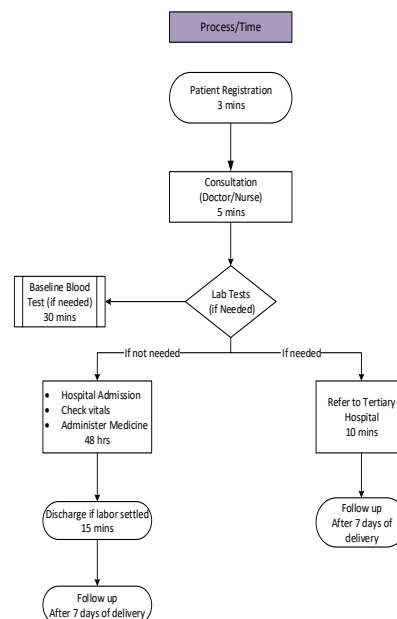 Process/Time
Patient Registration
3 mins
Consultation
(Doctor/Nurse)
5 mins
Baseline Blood
Test (if needed)
30 mins
Lab Tests
(if Needed)
If not needed
If needed
• Hospital Admission
• Check vitals
• Administer Medicine
48 hrs
Refer to Tertiary
Hospital
10 mins
Discharge if labor settled
15 mins
Follow up
After 7 days of
delivery
Follow up
After 7 days of delivery